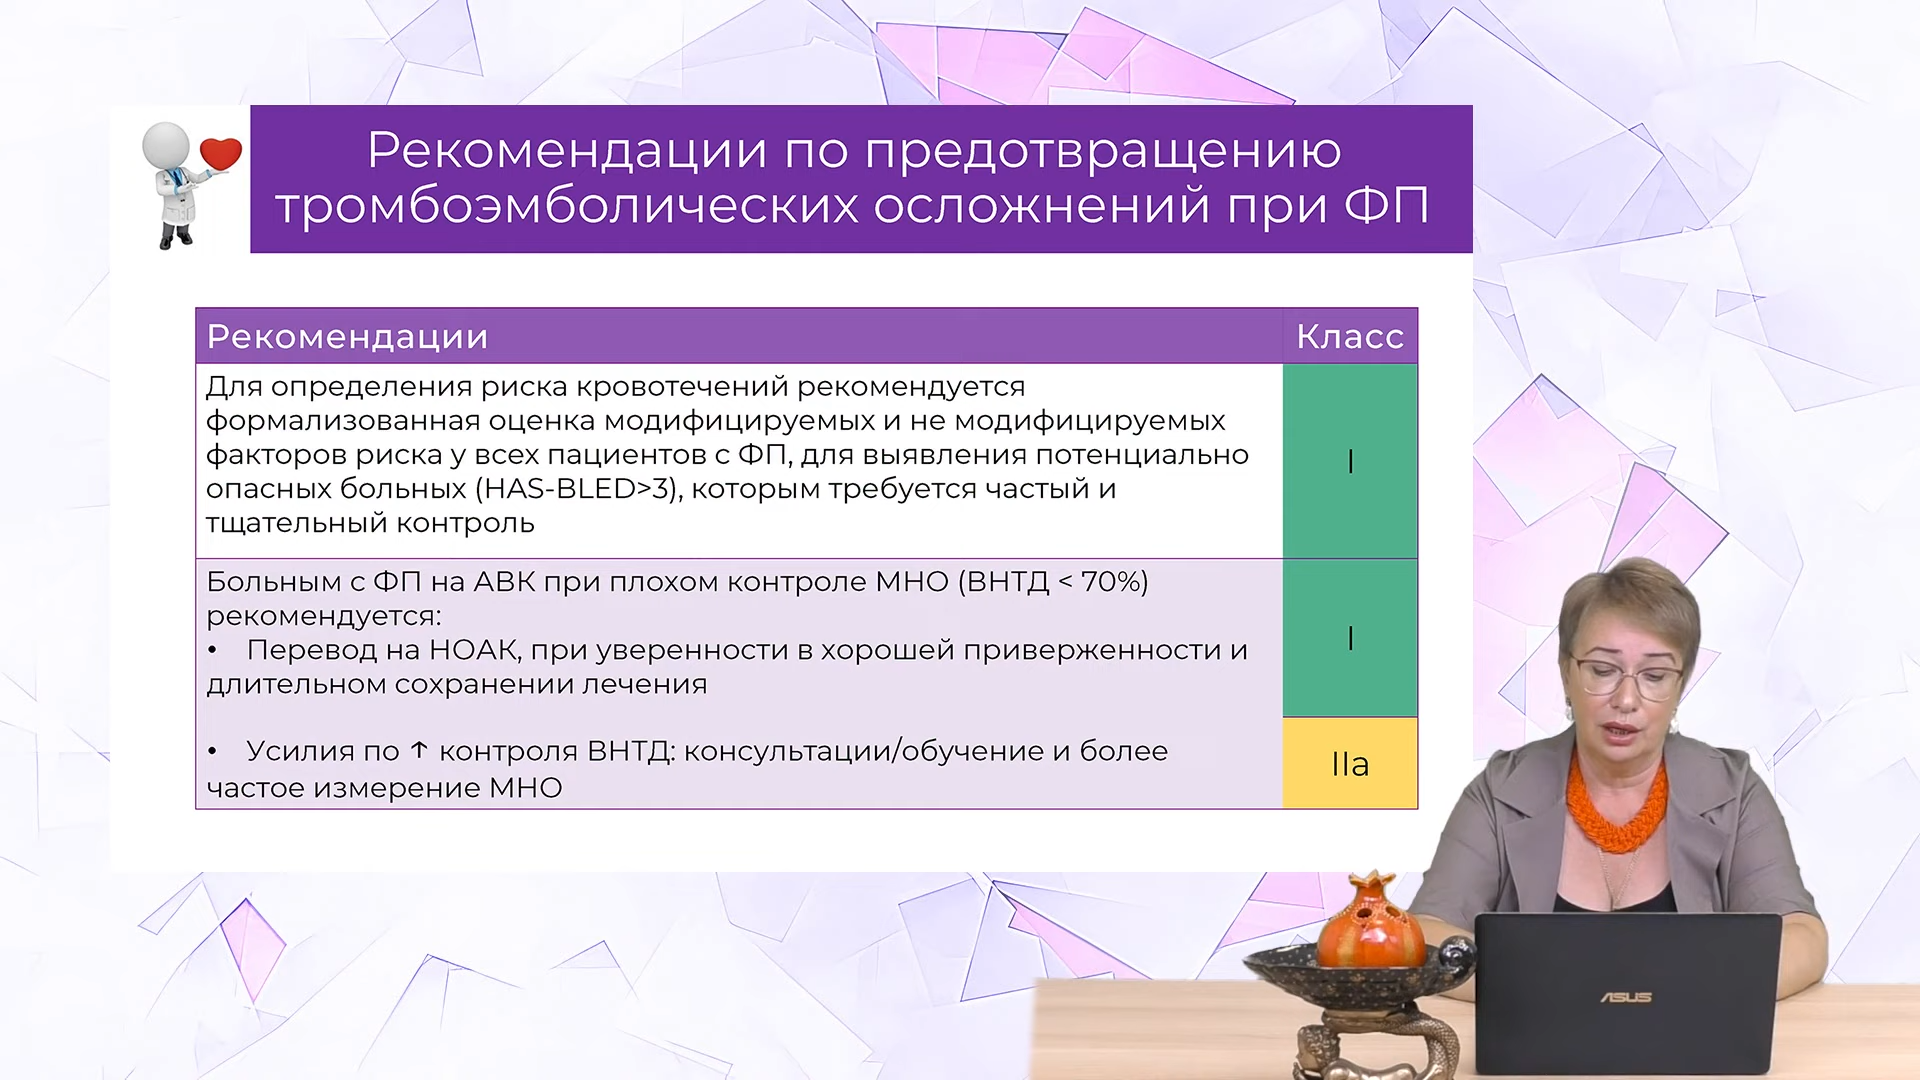 Рекомендации по предотвращению
тромбоэмболических осложнений при ФП
Рекомендации
Класс
Для определения риска кровотечений рекомендуется
формализованная оценка модифицируемых и не модифицируемых
факторов риска у всех пациентов с ФП, для выявления потенциально
опасных больных (HAS-BLED>3), которым требуется частый и
тщательный контроль
I
Больным с ФП на АВК при плохом контроле МНО (ВНТД < 70%)
рекомендуется:
• Перевод на НОАК, при уверенности в хорошей приверженности и
длительном сохранении лечения
I
• Усилия по ↑ контроля ВНТД: консультации/обучение и более
частое измерение МНО
IIa
ASUS